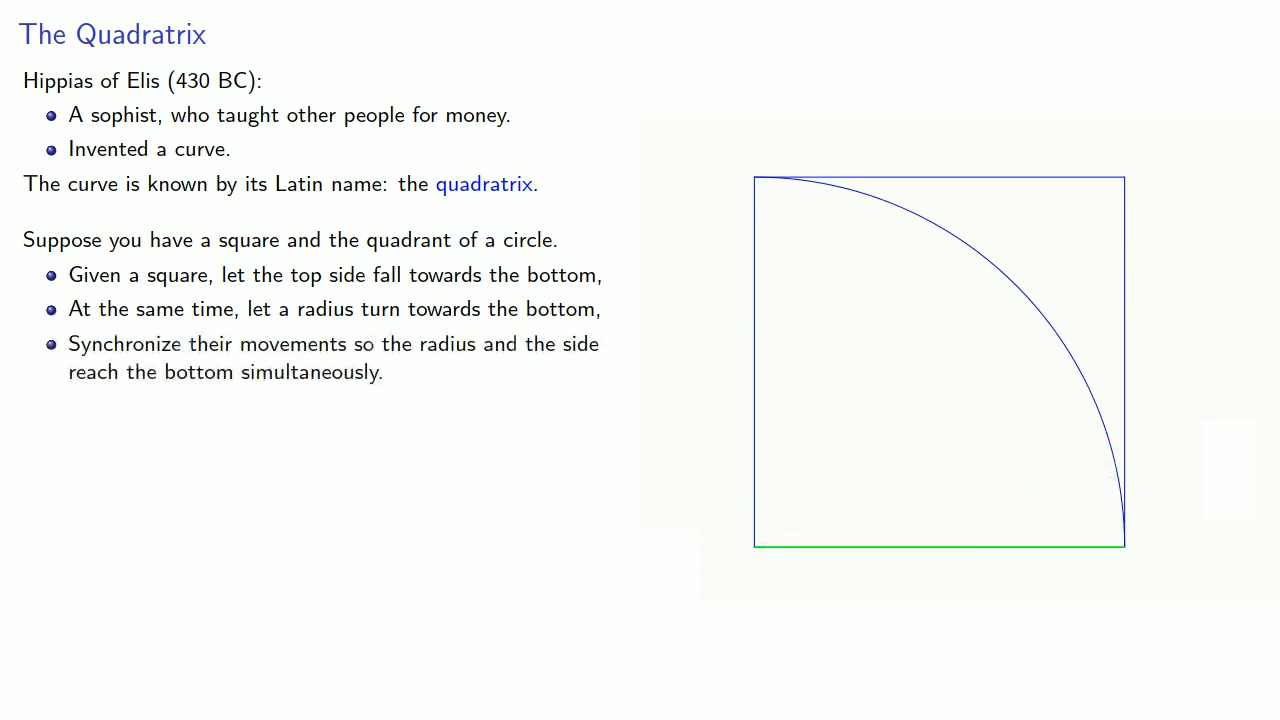 The Quadratrix
Hippias of Elis (430 BC):
A sophist, who taught other people for money.
Invented a curve.
The curve is known by its Latin name: the quadratrix.
Suppose you have a square and the quadrant of a circle.
Given a square, let the top side fall towards the bottom,
At the same time, let a radius turn towards the bottom,
Synchronize their movements so the radius and the side
reach the bottom simultaneously.